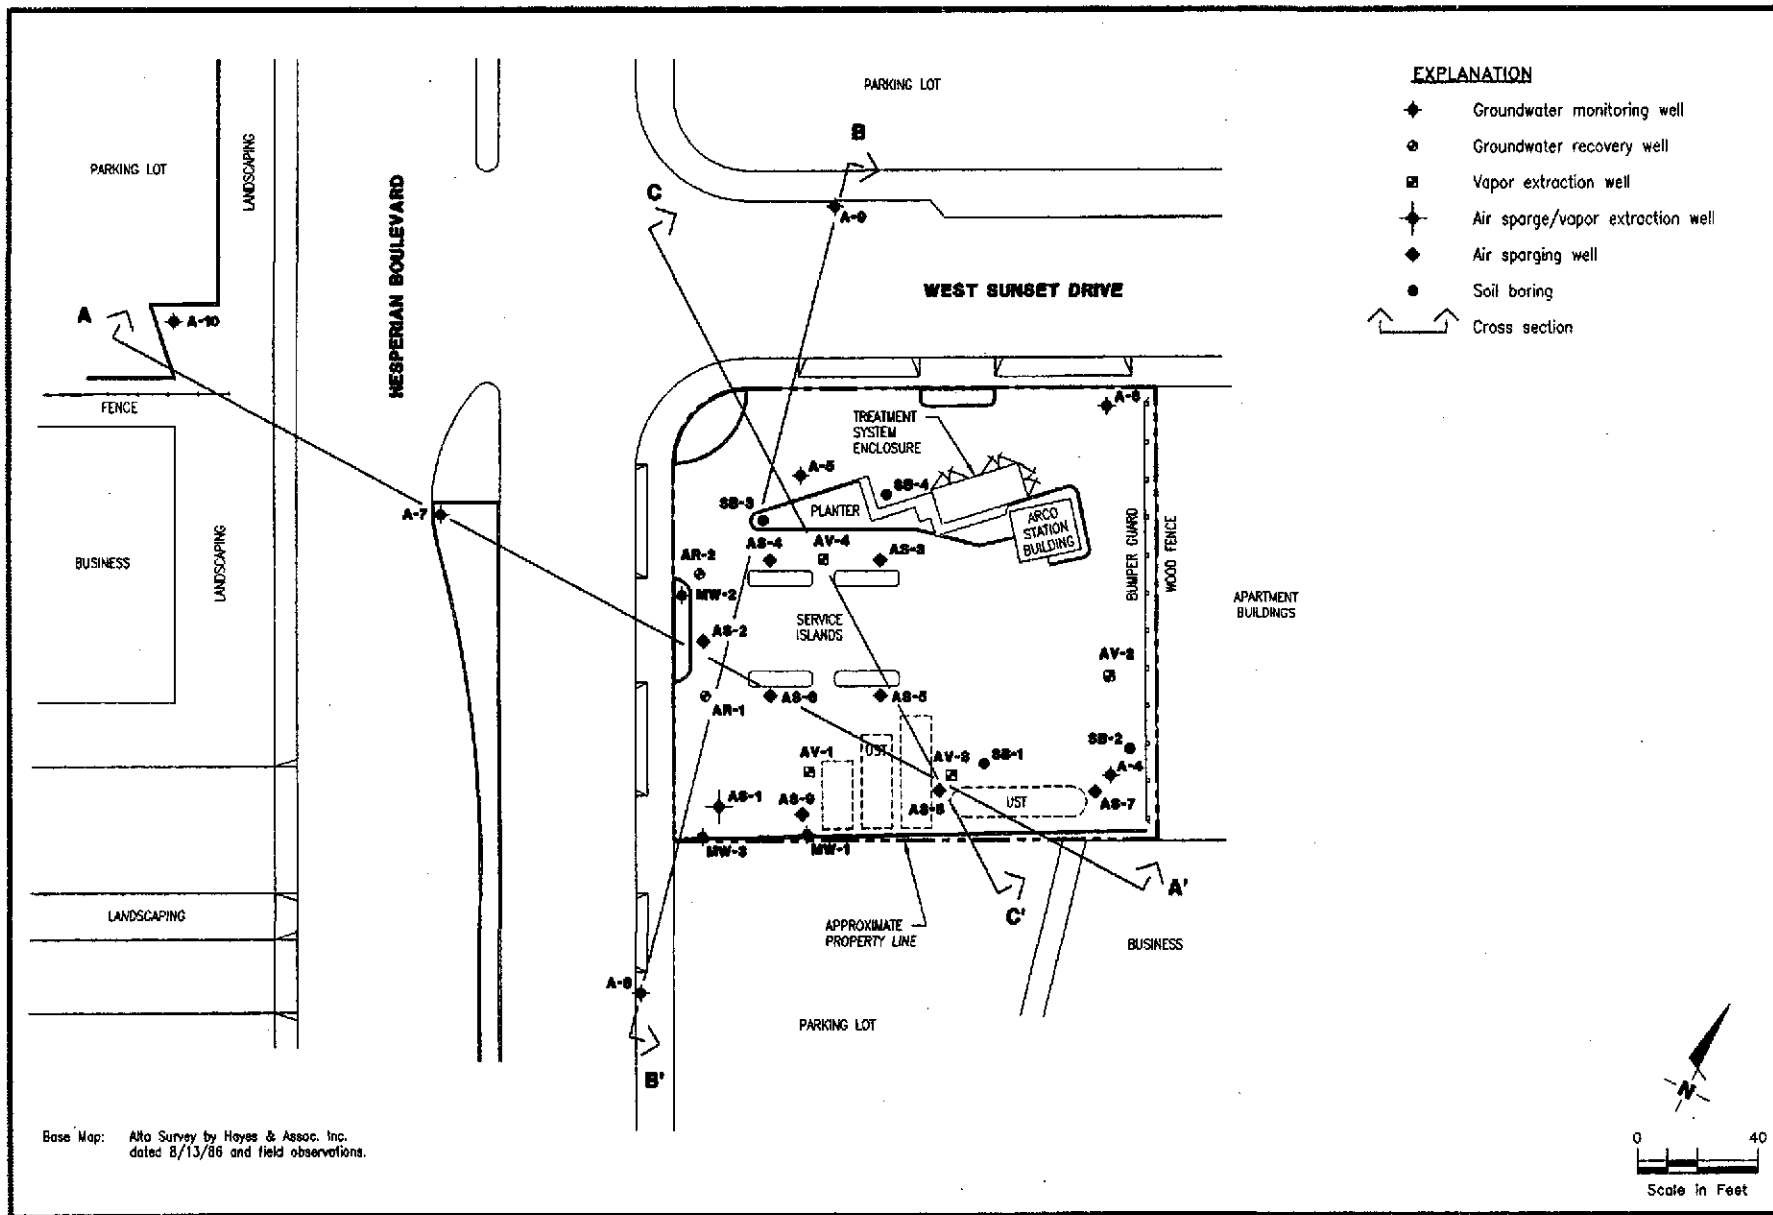 EXPLANATION
Groundwater monitoring well
Groundwater recovery well
Vapor extraction well
Air sparge/vapor extraction well
Air sparging well
Soil boring
Cross section
PARKING LOT
B
PARKING LOT
LANDSCAPING
HESPERIAN BOULEVARD
C
A-9
WEST SUNSET DRIVE
A
A-10
FENCE
A-6
TREATMENT
SYSTEM
ENCLOSURE
A-5
SB-4
SB-3
PLANTER
A-7
ARCO
STATION
BUILDING
BUMPER GUARD
WOOD FENCE
BUSINESS
LANDSCAPING
AR-2
AS-4
AV-4
AS-3
MW-2
APARTMENT
BUILDINGS
SERVICE
ISLANDS
AS-2
AV-2
AR-1
AS-6
AS-5
AV-1
UST
AV-3
SB-1
SB-2
A-4
AS-1
AS-9
AS-8
UST
AS-7
MW-3
MW-1
A'
C'
LANDSCAPING
APPROXIMATE
PROPERTY LINE
BUSINESS
A-8
PARKING LOT
B'
N
Base Map: Alta Survey by Hayes & Assoc. Inc.
dated 8/13/86 and field observations.
0 40
Scale in Feet